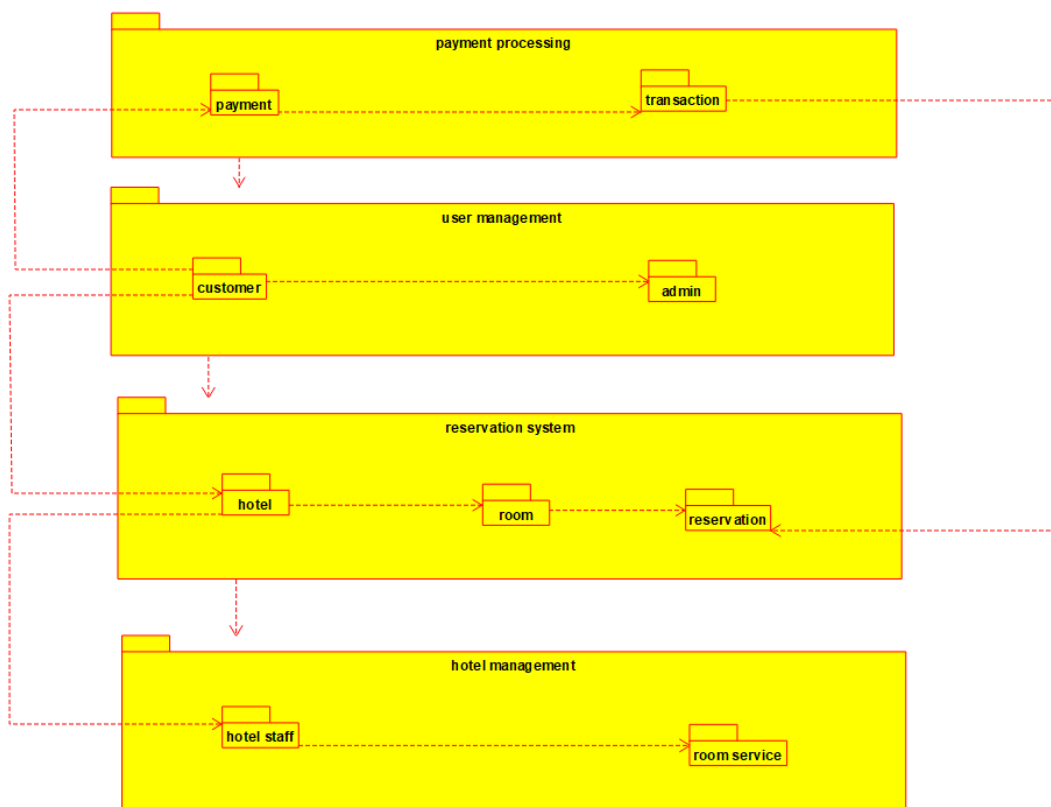 payment processing
payment
transaction
user management
customer
admin
reservation system
hotel
room
reservation
hotel management
hotel staff
room service